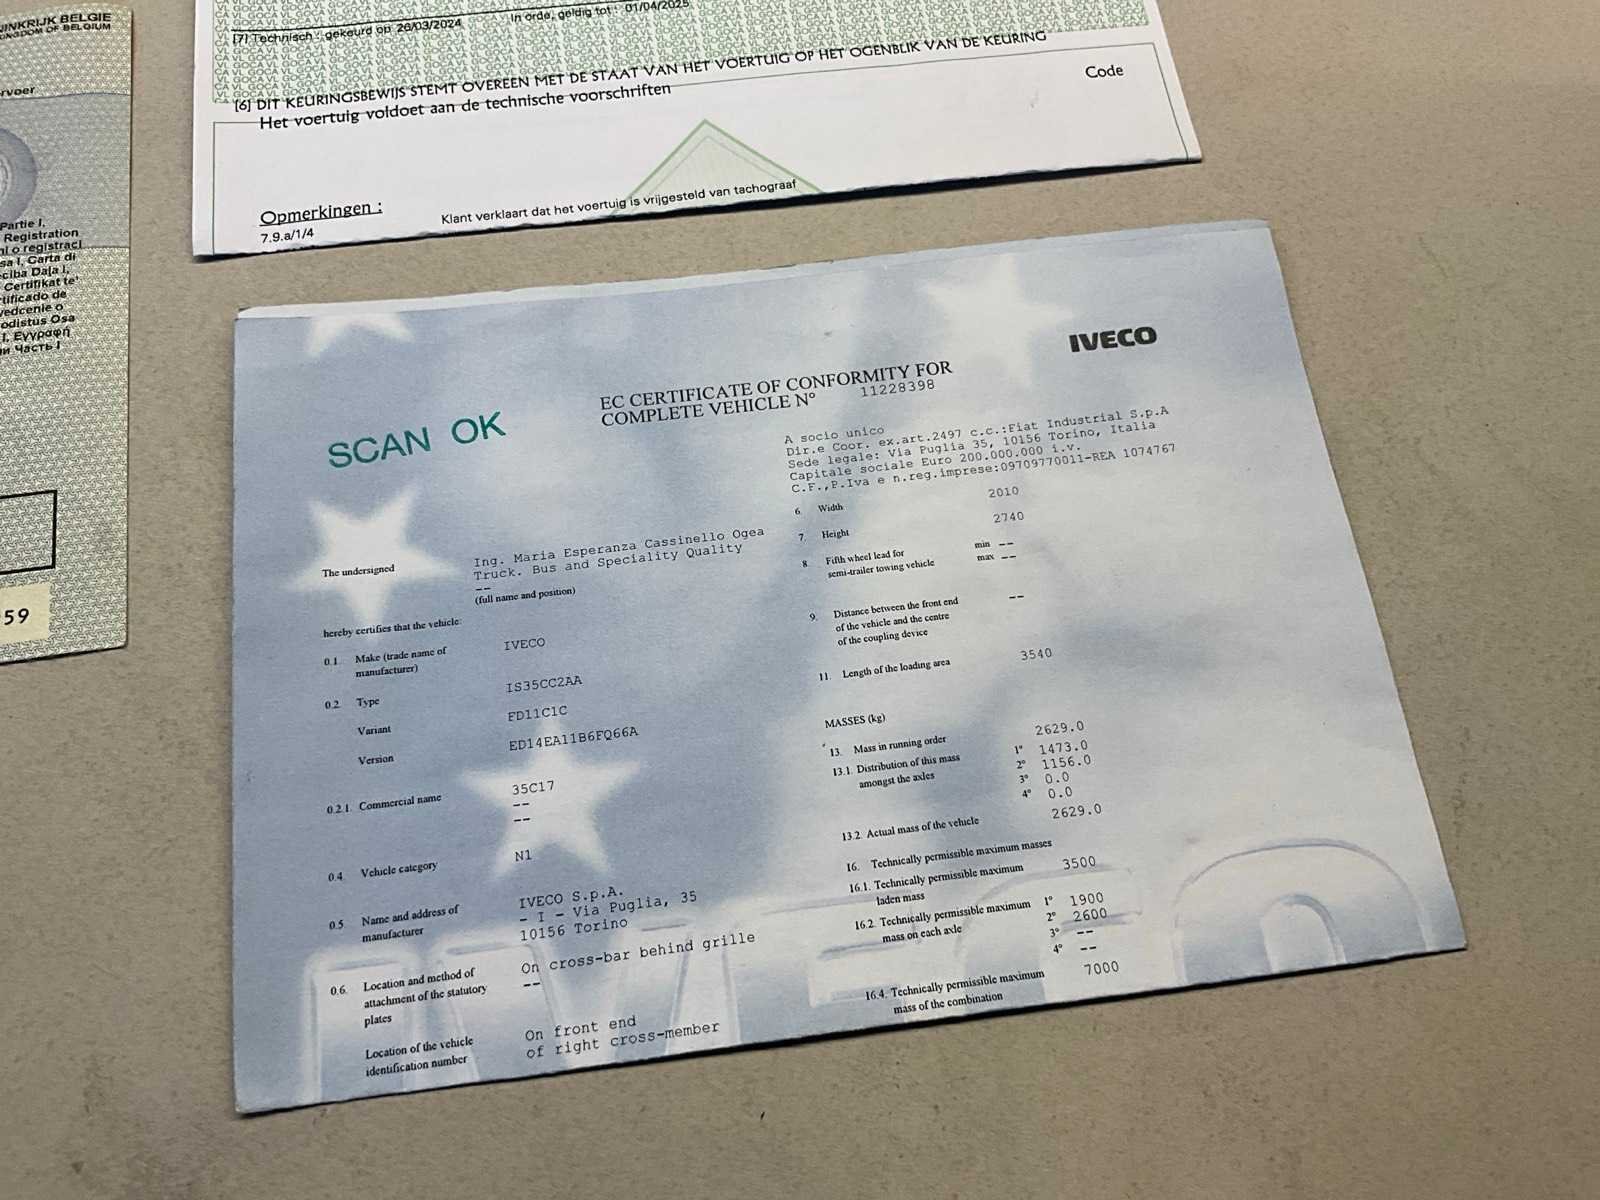 UINKRIJK BELGIE
KINGDOM OF BELGIUM
Partie I,
Registration
o registraci
sa I, Carta di
Daļa I,
Certifikat te'
tificado de
Osa
I. Εγγραφή
Часть I
59
[7] Technisch : gekeurd op 26/03/2024 In orde, geldig tot : 01/04/2025
[6] DIT KEURINGSBEWIJS STEMT OVEREEN MET DE STAAT VAN HET VOERTUIG OP HET OGENBLIK VAN DE KEURING
Het voertuig voldoet aan de technische voorschriften
Code
Opmerkingen :
7.9.a/1/4
Klant verklaart dat het voertuig is vrijgesteld van tachograaf
IVECO
EC CERTIFICATE OF CONFORMITY FOR
COMPLETE VEHICLE N° 11228398
SCAN OK
The undersigned
Ing. Maria Esperanza Cassinello Ogea
Truck. Bus and Speciality Quality
--
(full name and position)
hereby certifies that the vehicle:
0.1. Make (trade name of IVECO
manufacturer)
0.2 Type IS35CC2AA
Variant FD11C1C
Version ED14EA11B6FQ66A
0.2.1. Commercial name 35C17
--
--
0.4. Vehicle category N1
0.5. Name and address of
manufacturer
IVECO S.p.A.
- I - Via Puglia, 35
10156 Torino
0.6. Location and method of
attachment of the statutory
plates
On cross-bar behind grille
--
Location of the vehicle
identification number
On front end
of right cross-member
A socio unico
Dir.e Coor. ex.art.2497 c.c.:Fiat Industrial S.p.A
Sede legale: Via Puglia 35, 10156 Torino, Italia
Capitale sociale Euro 200.000.000 i.v.
C.F.,P.Iva e n.reg.imprese:09709770011-REA 1074767
6. Width 2010
7. Height 2740
8. Fifth wheel lead for min --
semi-trailer towing vehicle max --
9. Distance between the front end --
of the vehicle and the centre
of the coupling device
11. Length of the loading area 3540
MASSES (kg)
13. Mass in running order 2629.0
13.1. Distribution of this mass
amongst the axles
1° 1473.0
2° 1156.0
3° 0.0
4° 0.0
13.2. Actual mass of the vehicle 2629.0
16. Technically permissible maximum masses
16.1. Technically permissible maximum 3500
laden mass
16.2. Technically permissible maximum
mass on each axle
1° 1900
2° 2600
3° --
4° --
16.4. Technically permissible maximum 7000
mass of the combination